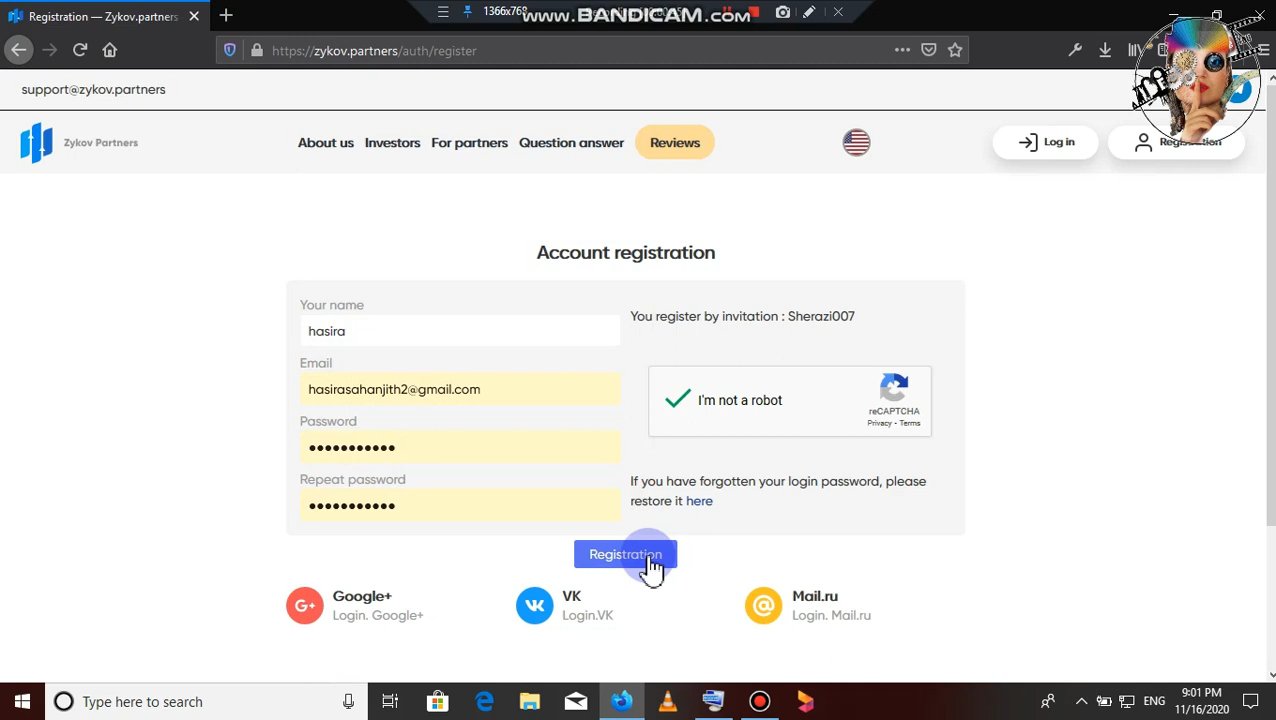 Registration — Zykov.partners
1366x768
www.BANDICAM.com
https://zykov.partners/auth/register
support@zykov.partners
Zykov Partners
About us
Investors
For partners
Question answer
Reviews
Log in
Registration
Account registration
Your name
hasira
Email
hasirasahanjith2@gmail.com
Password
Repeat password
You register by invitation : Sherazi007
I'm not a robot
reCAPTCHA
Privacy - Terms
If you have forgotten your login password, please
restore it here
Registration
Google+
Login. Google+
VK
Login.VK
Mail.ru
Login. Mail.ru
Type here to search
ENG
9:01 PM
11/16/2020